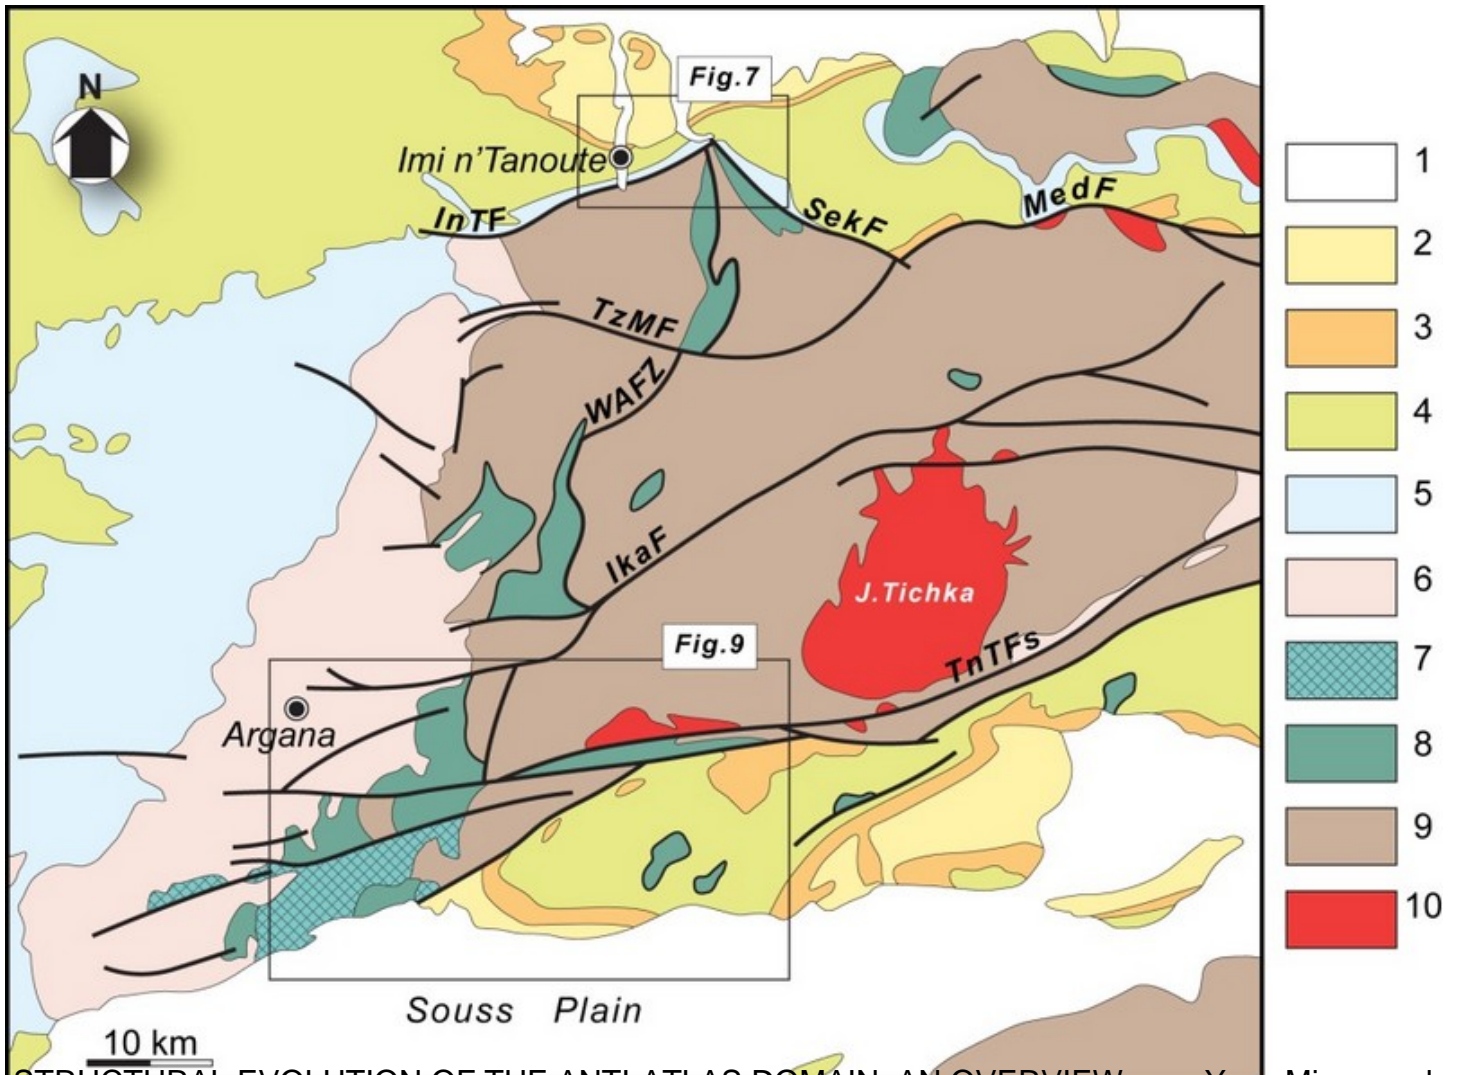 Fig.7
N
Imi n'Tanoute
InTF
SekF
MedF
TzMF
WAFZ
IkaF
J.Tichka
TnTFs
Fig.9
Argana
Souss Plain
10 km
1
2
3
4
5
6
7
8
9
10